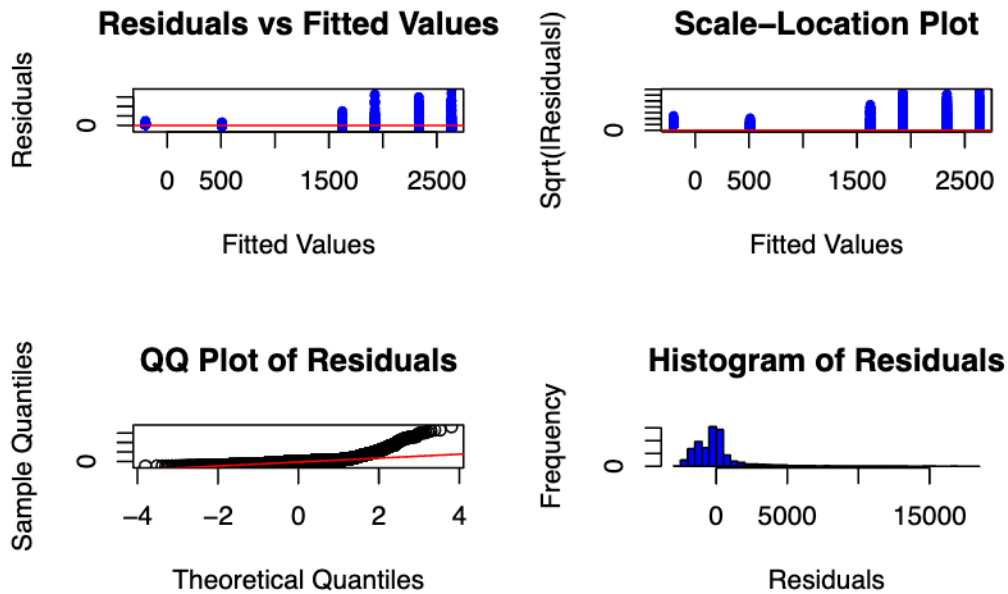 Residuals vs Fitted Values
Residuals
0
0 500 1500 2500
Fitted Values
Scale−Location Plot
Sqrt(|Residuals|)
0
0 500 1500 2500
Fitted Values
QQ Plot of Residuals
Sample Quantiles
0
−4 −2 0 2 4
Theoretical Quantiles
Histogram of Residuals
Frequency
0
0 5000 15000
Residuals